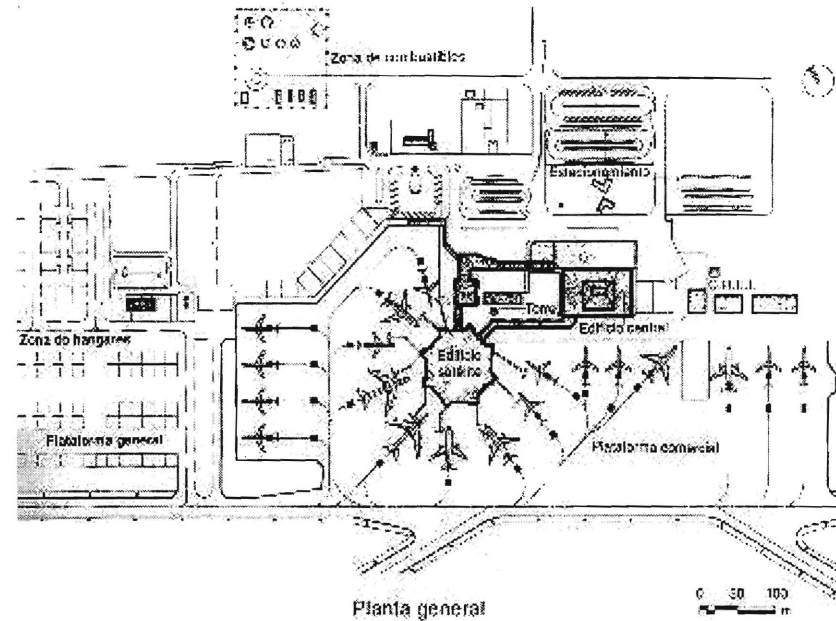 Zona de combustibles
Estacionamiento
Torre
Edificio central
Zona de hangares
Edificio
satélite
Plataforma general
Plataforma comercial
Planta general
0 50 100
m